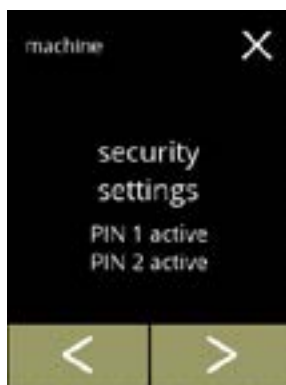 machine
security
settings
PIN 1 active
PIN 2 active